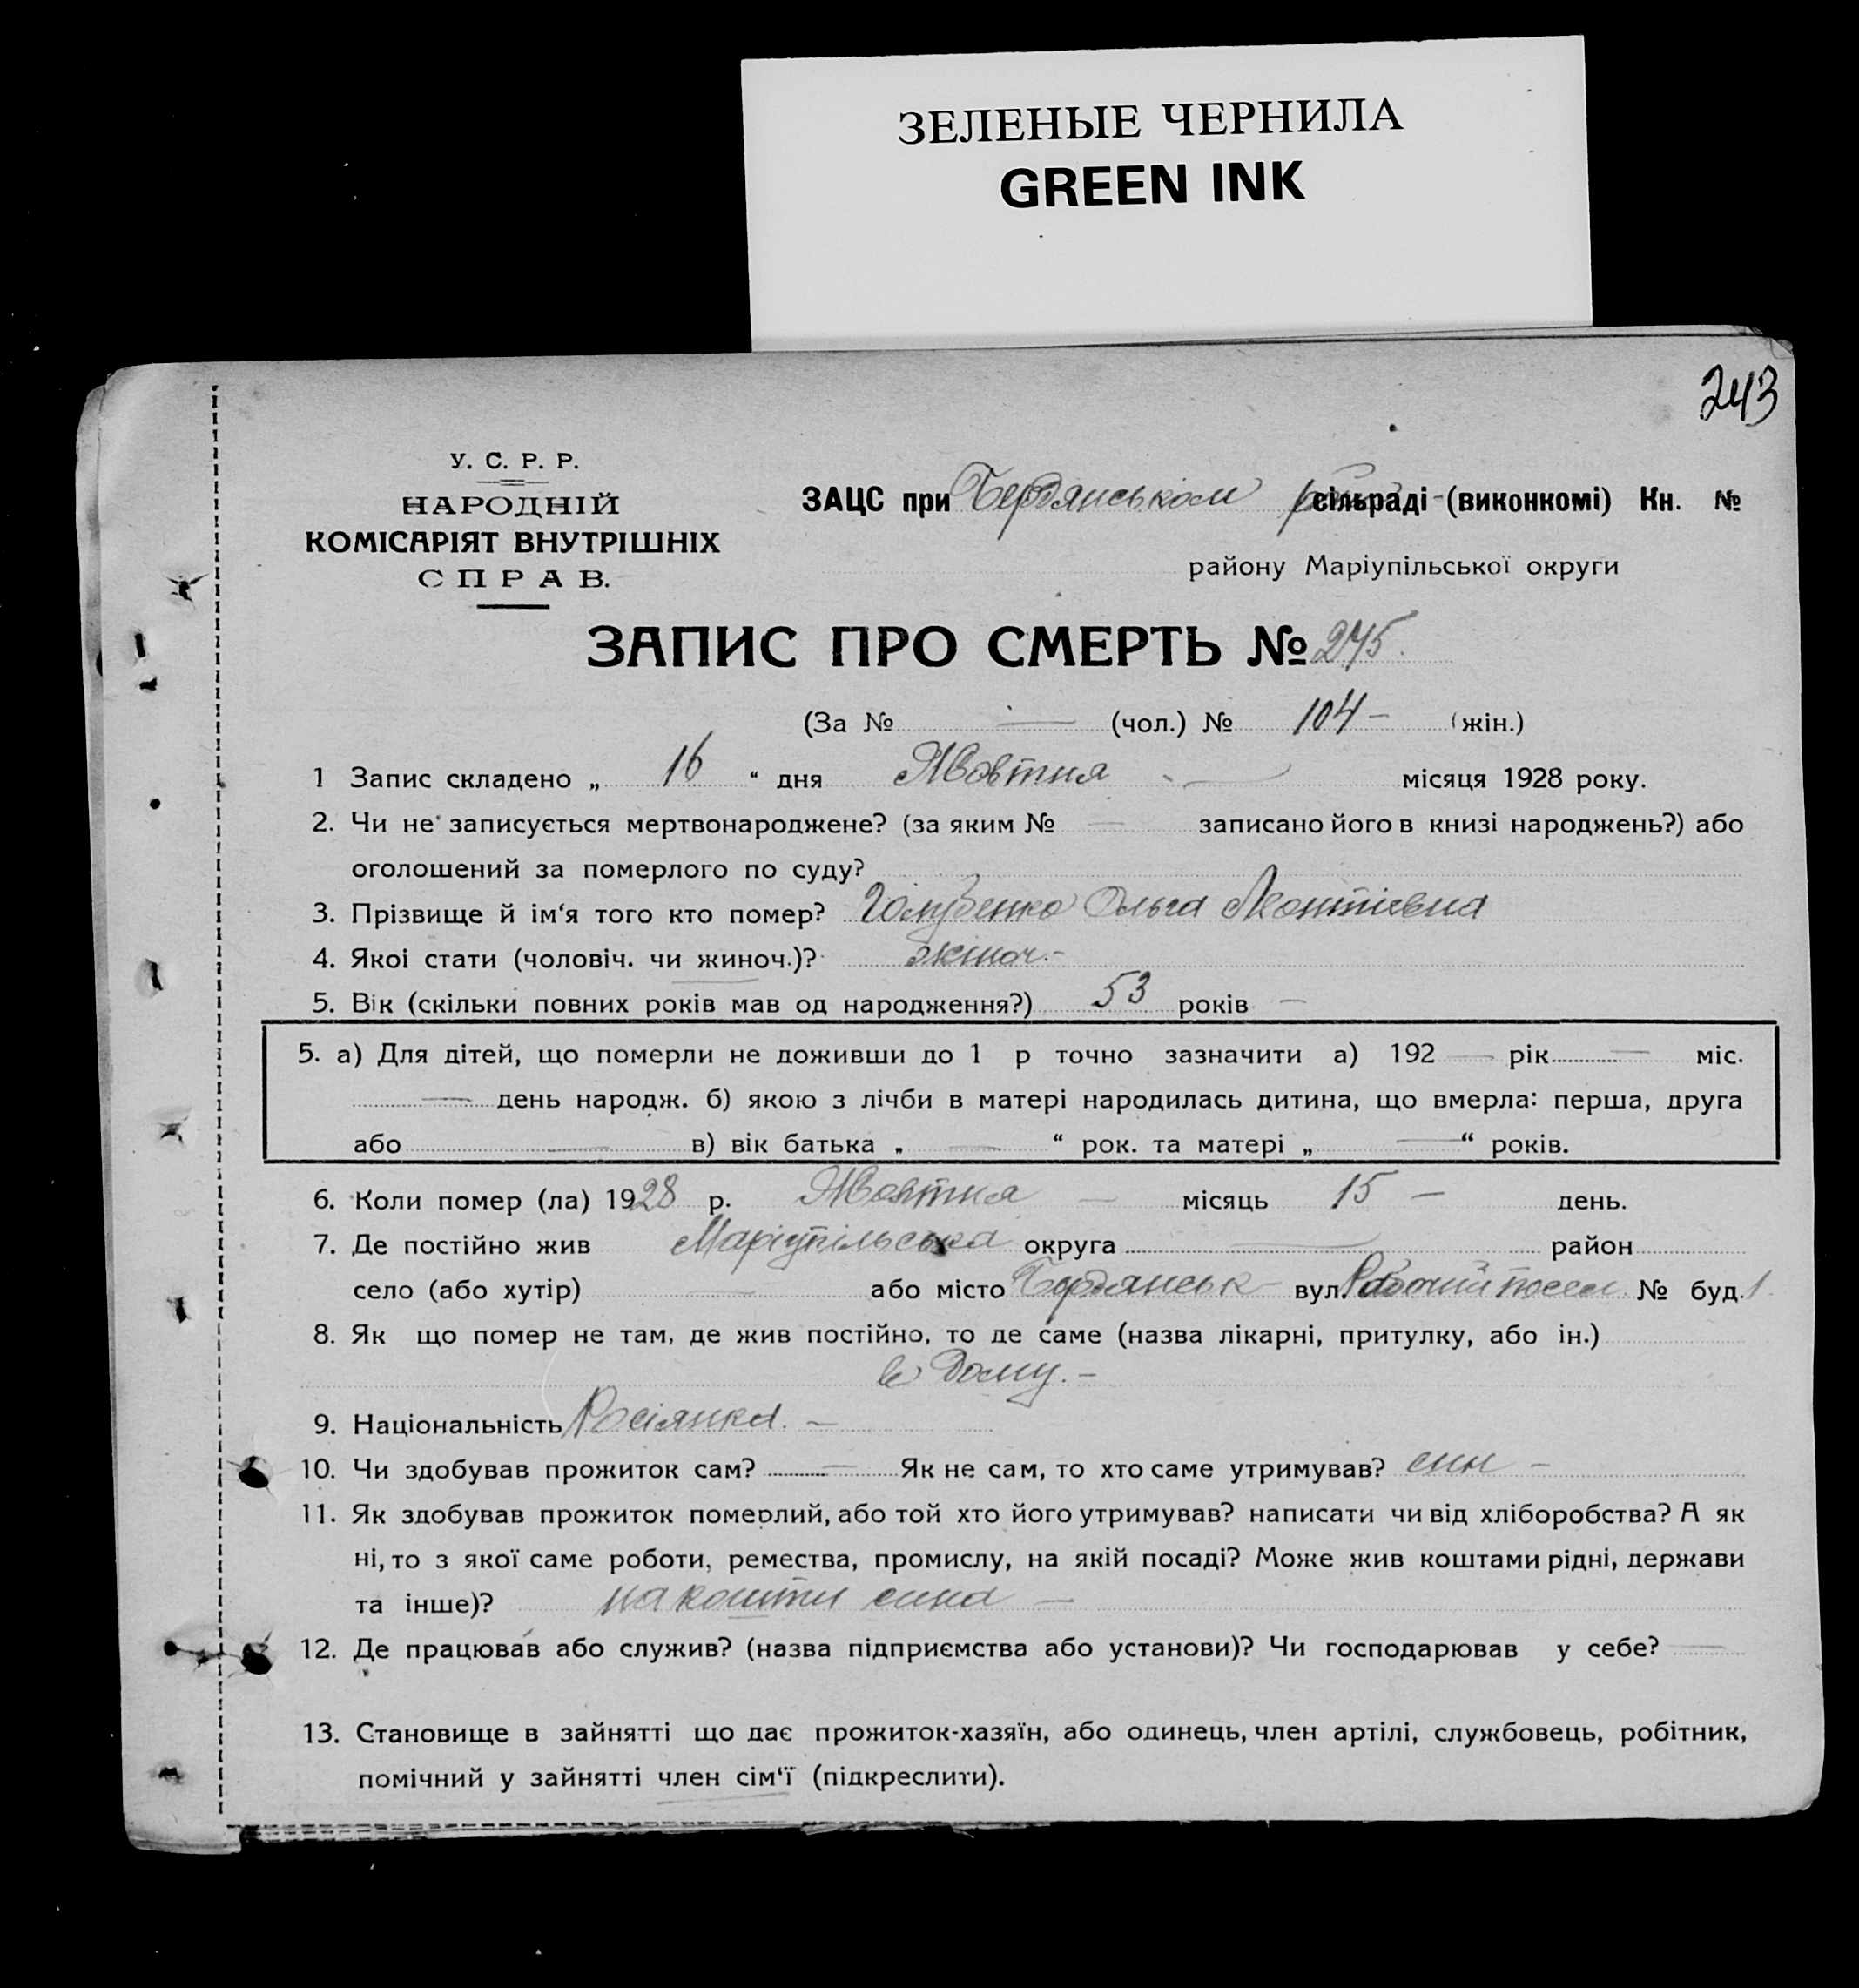 ЗЕЛЕНЫЕ ЧЕРНИЛА
GREEN INK
243
У. С. Р. Р.
НАРОДНІЙ
КОМІСАРІЯТ ВНУТРІШНІХ
СПРАВ.
ЗАЦС при Бердянськом сільраді - (виконкомі) Кн. №
району Маріупільської округи
ЗАПИС ПРО СМЕРТЬ № 275.
(За № — (чол.) № 104 - (жін.)
1 Запис складено „ 16 “ дня Жовтня — місяця 1928 року.
2. Чи не записується мертвонароджене? (за яким № — записано його в книзі народжень?) або
оголошений за померлого по суду?
3. Прізвище й ім‘я того кто помер? Голубенко Ольга Леонтієвна
4. Якоі стати (чоловіч. чи жиноч.)? жіноч. -
5. Вік (скільки повних років мав од народження?) 53 років —
5. а) Для дітей, що померли не доживши до 1 р точно зазначити а) 192 — рік — міс.
— день народж. б) якою з лічби в матері народилась дитина, що вмерла: перша, друга
або — в) вік батька „ — “ рок. та матері „ — “ років.
6. Коли помер (ла) 1928 р. Жовтня — місяць 15 — день.
7. Де постійно жив Маріупільська округа — район
село (або хутір) — або місто Бердянськ - вул. Рабочий посел. № буд. 1
8. Як що помер не там, де жив постійно, то де саме (назва лікарні, притулку, або ін.)
в дому. -
9. Національність Росіянка. —
10. Чи здобував прожиток сам? — Як не сам, то хто саме утримував? син —
11. Як здобував прожиток померлий, або той хто його утримував? написати чи від хліборобства? А як
ні, то з якої саме роботи, ремества, промислу, на якій посаді? Може жив коштами рідні, держави
та інше)? на кошти сина —
12. Де працював або служив? (назва підприємства або установи)? Чи господарював у себе? —
13. Становище в зайнятті що дає прожиток-хазяїн, або одинець, член артілі, службовець, робітник,
помічний у зайнятті член сім‘ї (підкреслити).